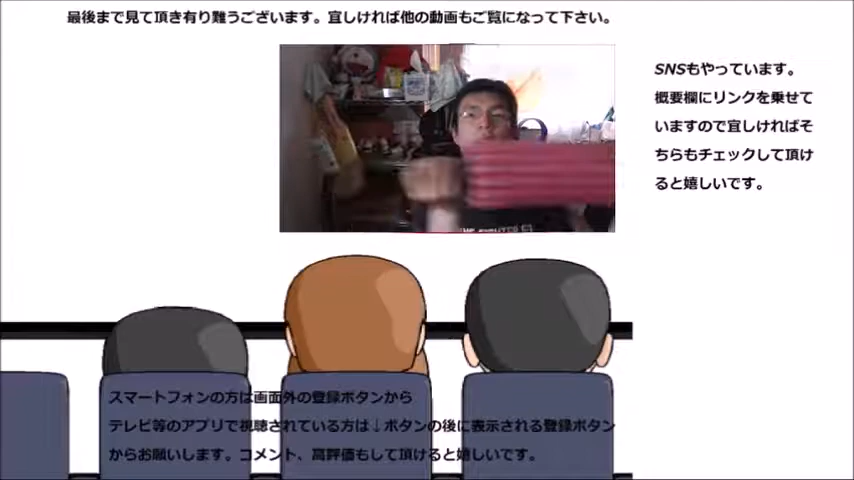 最後まで見て頂き有り難うございます。宜しければ他の動画もご覧になって下さい。
SNSもやっています。
概要欄にリンクを乗せて
いますので宜しければそ
ちらもチェックして頂け
ると嬉しいです。
スマートフォンの方は画面外の登録ボタンから
テレビ等のアプリで視聴されている方は↓ボタンの後に表示される登録ボタン
からお願いします。コメント、高評価もして頂けると嬉しいです。